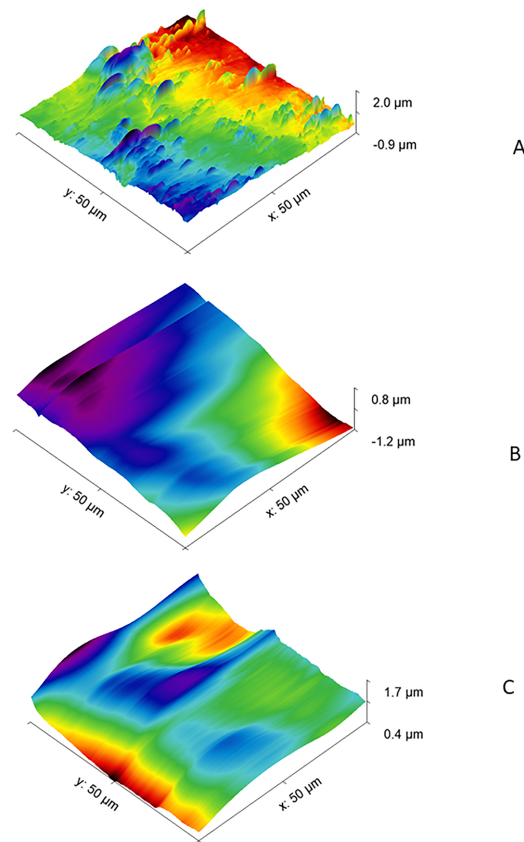 2.0 µm
-0.9 µm
A
y: 50 µm
x: 50 µm
0.8 µm
-1.2 µm
B
y: 50 µm
x: 50 µm
1.7 µm
C
0.4 µm
y: 50 µm
x: 50 µm